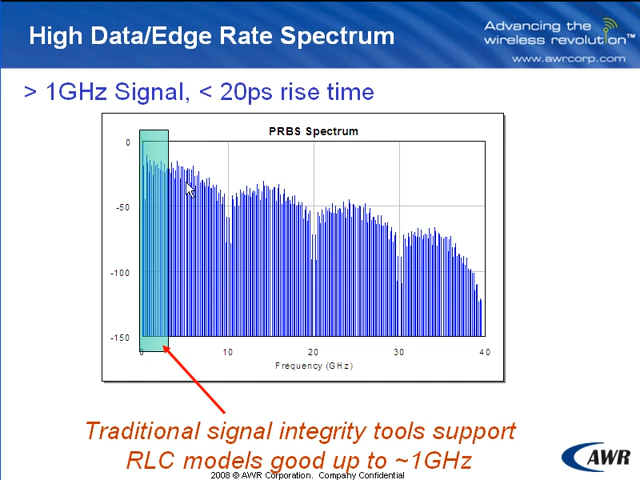 High Data/Edge Rate Spectrum
Advancing the
wireless revolution™
www.awrcorp.com
> 1GHz Signal, < 20ps rise time
PRBS Spectrum
0
-50
-100
-150
0 10 20 30 40
Frequency (GHz)
Traditional signal integrity tools support
RLC models good up to ~1GHz
2008 © AWR Corporation. Company Confidential
AWR